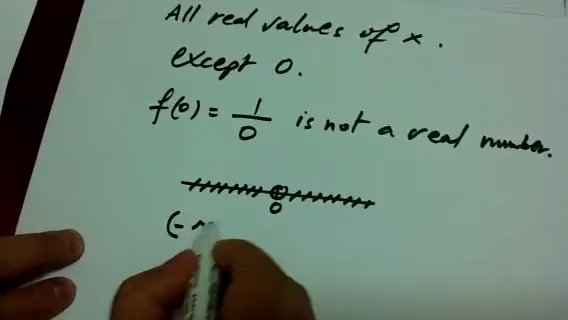 All real values of x.
except 0.
f(0) = 1/0 is not a real number.
0
(-